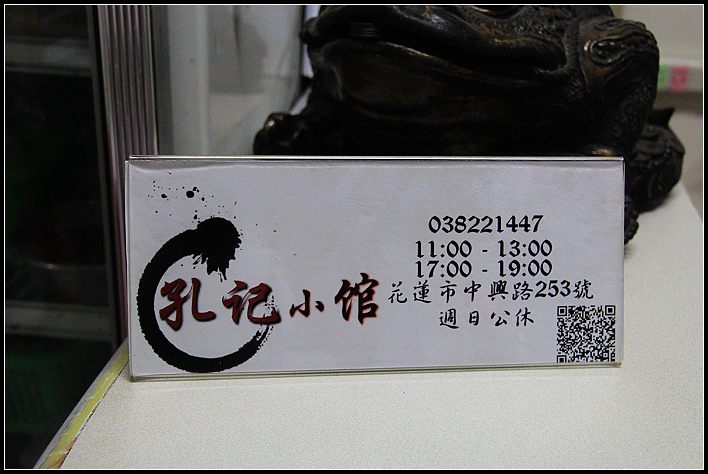 孔记小馆
038221447
11:00 - 13:00
17:00 - 19:00
花蓮市中興路253號
週日公休